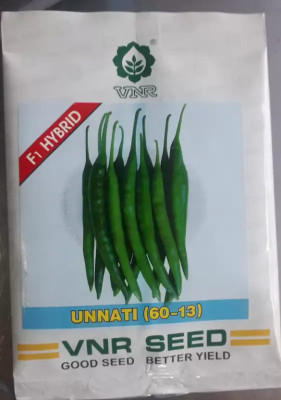 VNR
F1 HYBRID
UNNATI (60-13)
VNR SEED
GOOD SEED BETTER YIELD